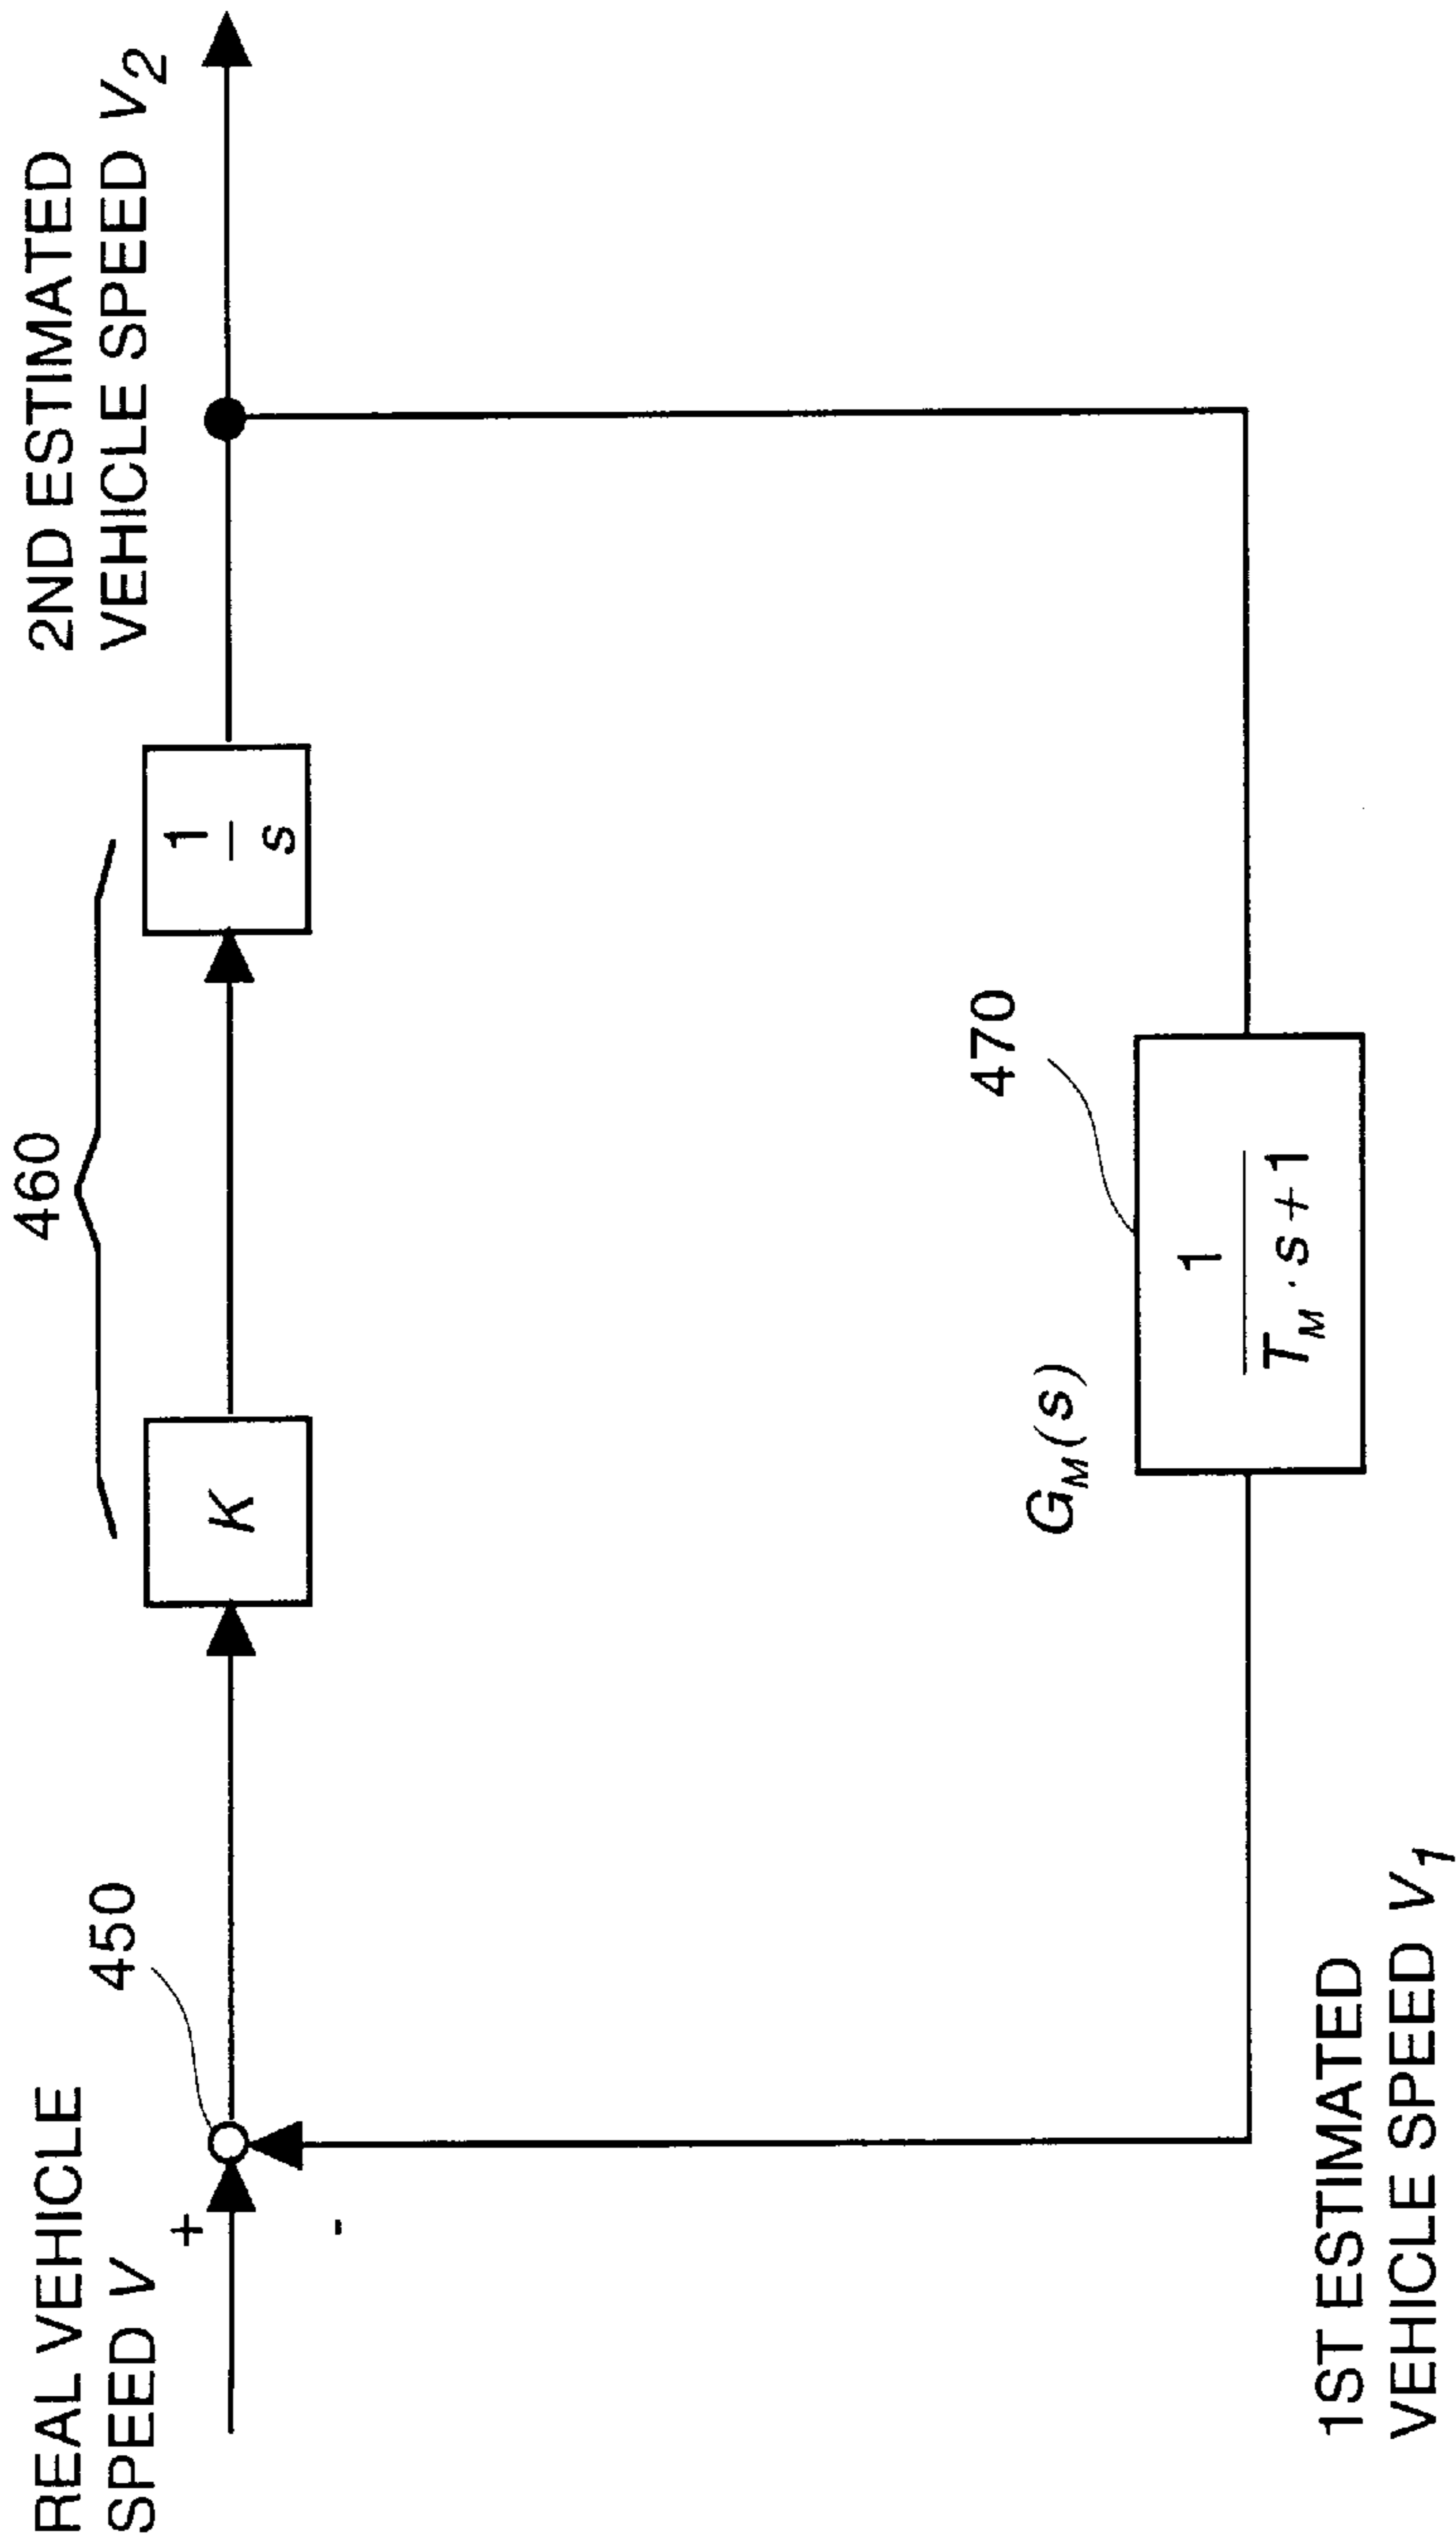 REAL VEHICLE
SPEED V
+
-
450
K
460
1
s
2ND ESTIMATED
VEHICLE SPEED V2
1ST ESTIMATED
VEHICLE SPEED V1
GM(s)
470
1
TM · s + 1